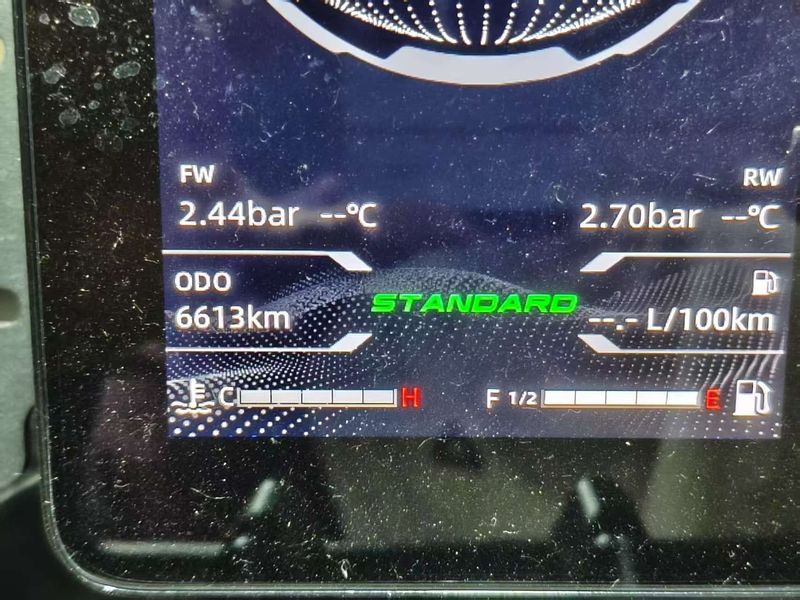 FW
2.44bar --°C
RW
2.70bar --°C
ODO
6613km
STANDARD
--.- L/100km
C H
F 1/2 E